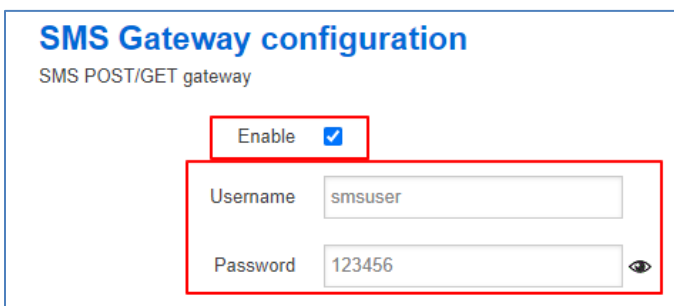 SMS Gateway configuration
SMS POST/GET gateway
Enable
Username smsuser
Password 123456